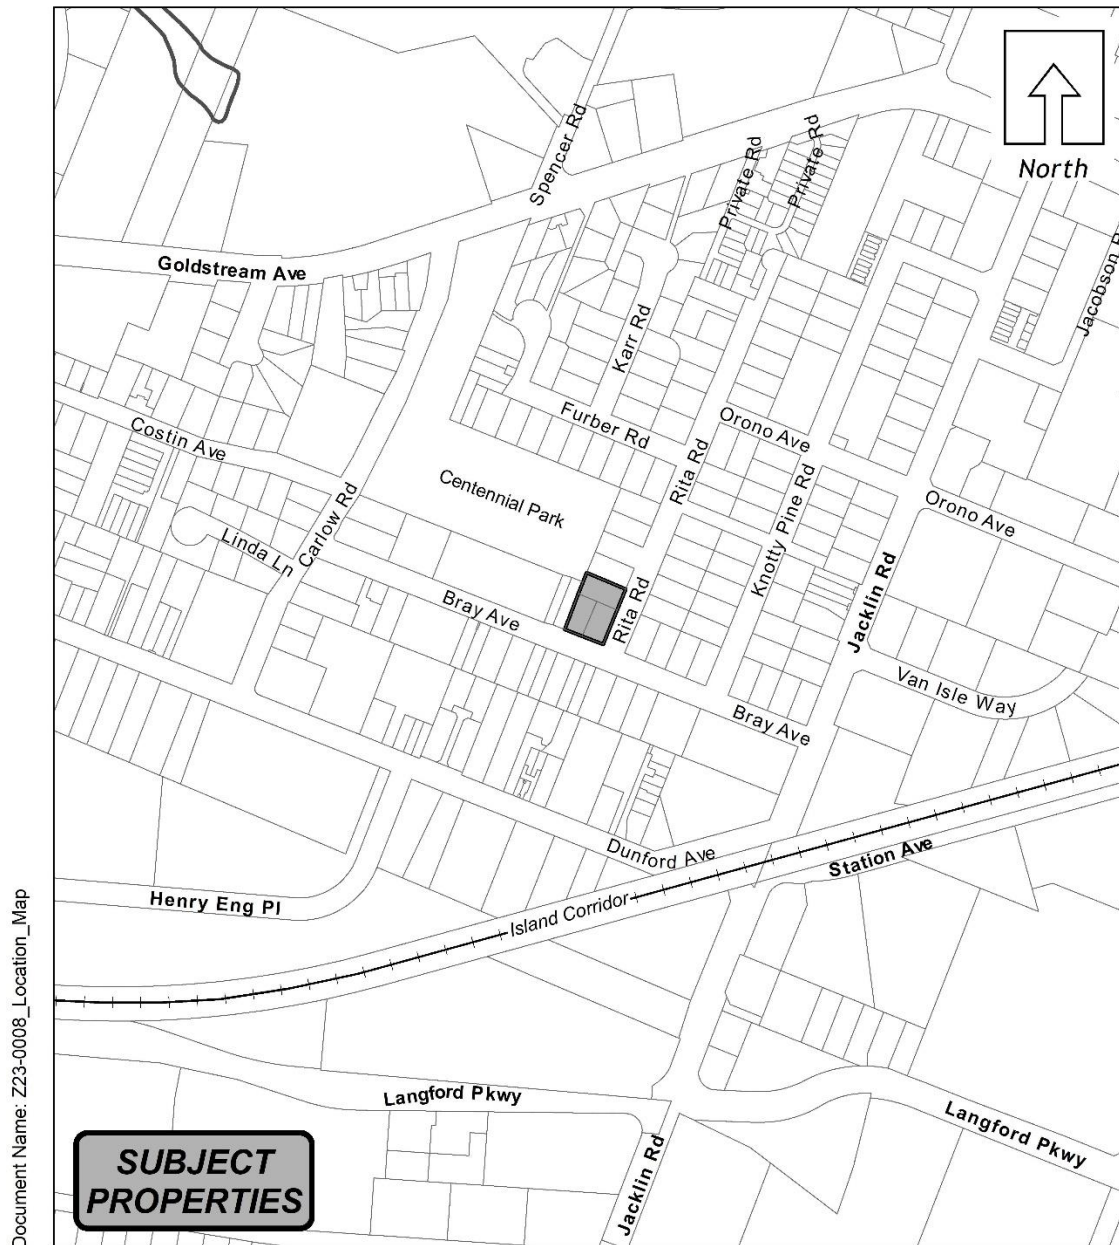 North
Spencer Rd
Private Rd
Private Rd
Jacobson R
Goldstream Ave
Karr Rd
Furber Rd
Orono Ave
Costin Ave
Rita Rd
Centennial Park
Knotty Pine Rd
Orono Ave
Carlow Rd
Linda Ln
Bray Ave
Rita Rd
Jacklin Rd
Van Isle Way
Bray Ave
Dunford Ave
Station Ave
Henry Eng Pl
Island Corridor
Langford Pkwy
Langford Pkwy
Jacklin Rd
SUBJECT
PROPERTIES
Document Name: Z23-0008_Location_Map